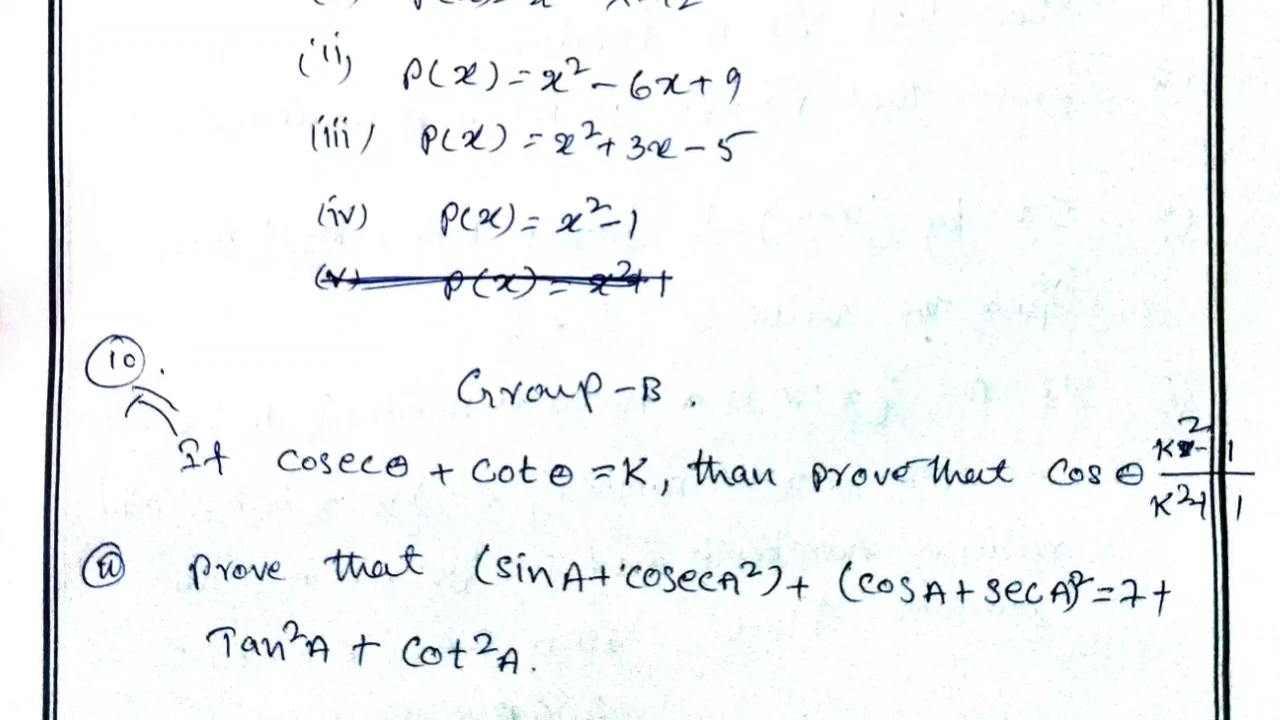 (ii) P(x) = x² - 6x + 9
(iii) P(x) = x² + 3x - 5
(iv) P(x) = x² - 1
(v) P(x) = x² + 1
10.
Group - B.
If cosecθ + cotθ = K, than prove that cosθ K² - 1 / K² + 1
prove that (sinA + cosecA²) + (cosA + secA)² = 7 +
Tan²A + cot²A.